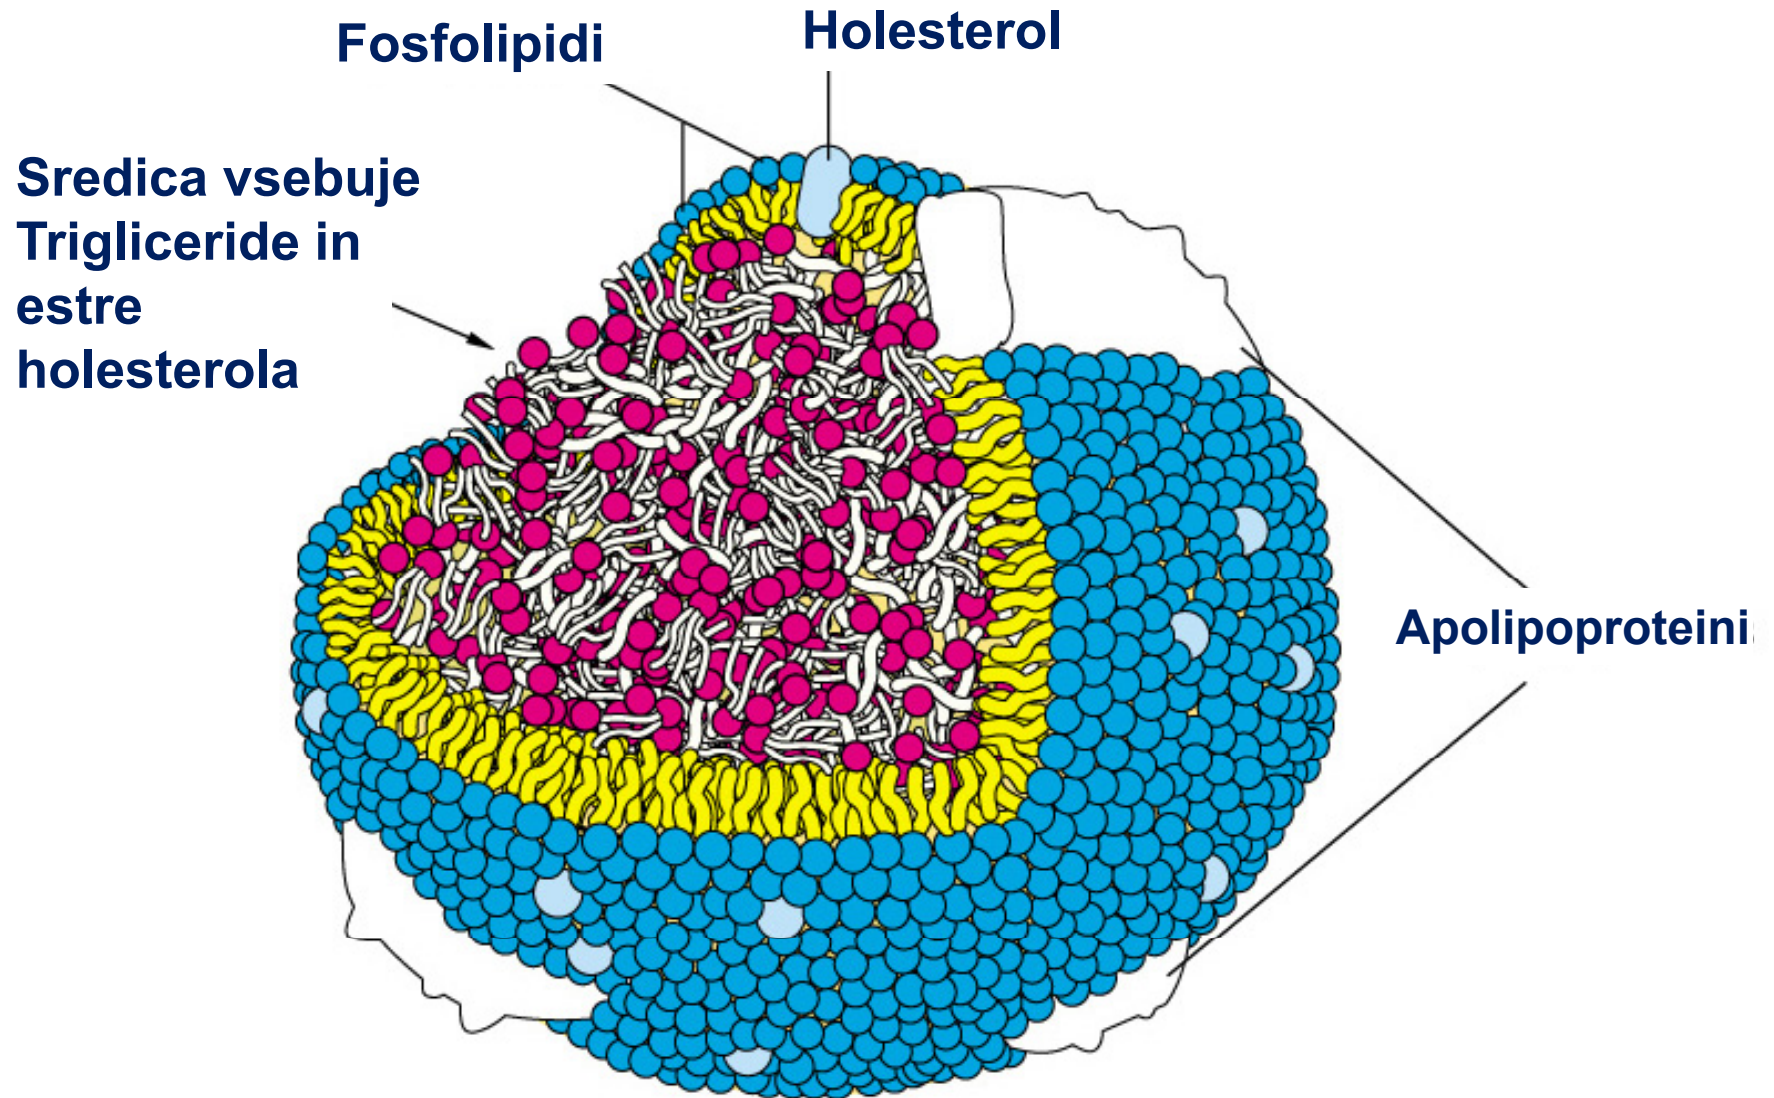 Fosfolipidi
Holesterol
Sredica vsebuje
Trigliceride in
estre
holesterola
Apolipoproteini